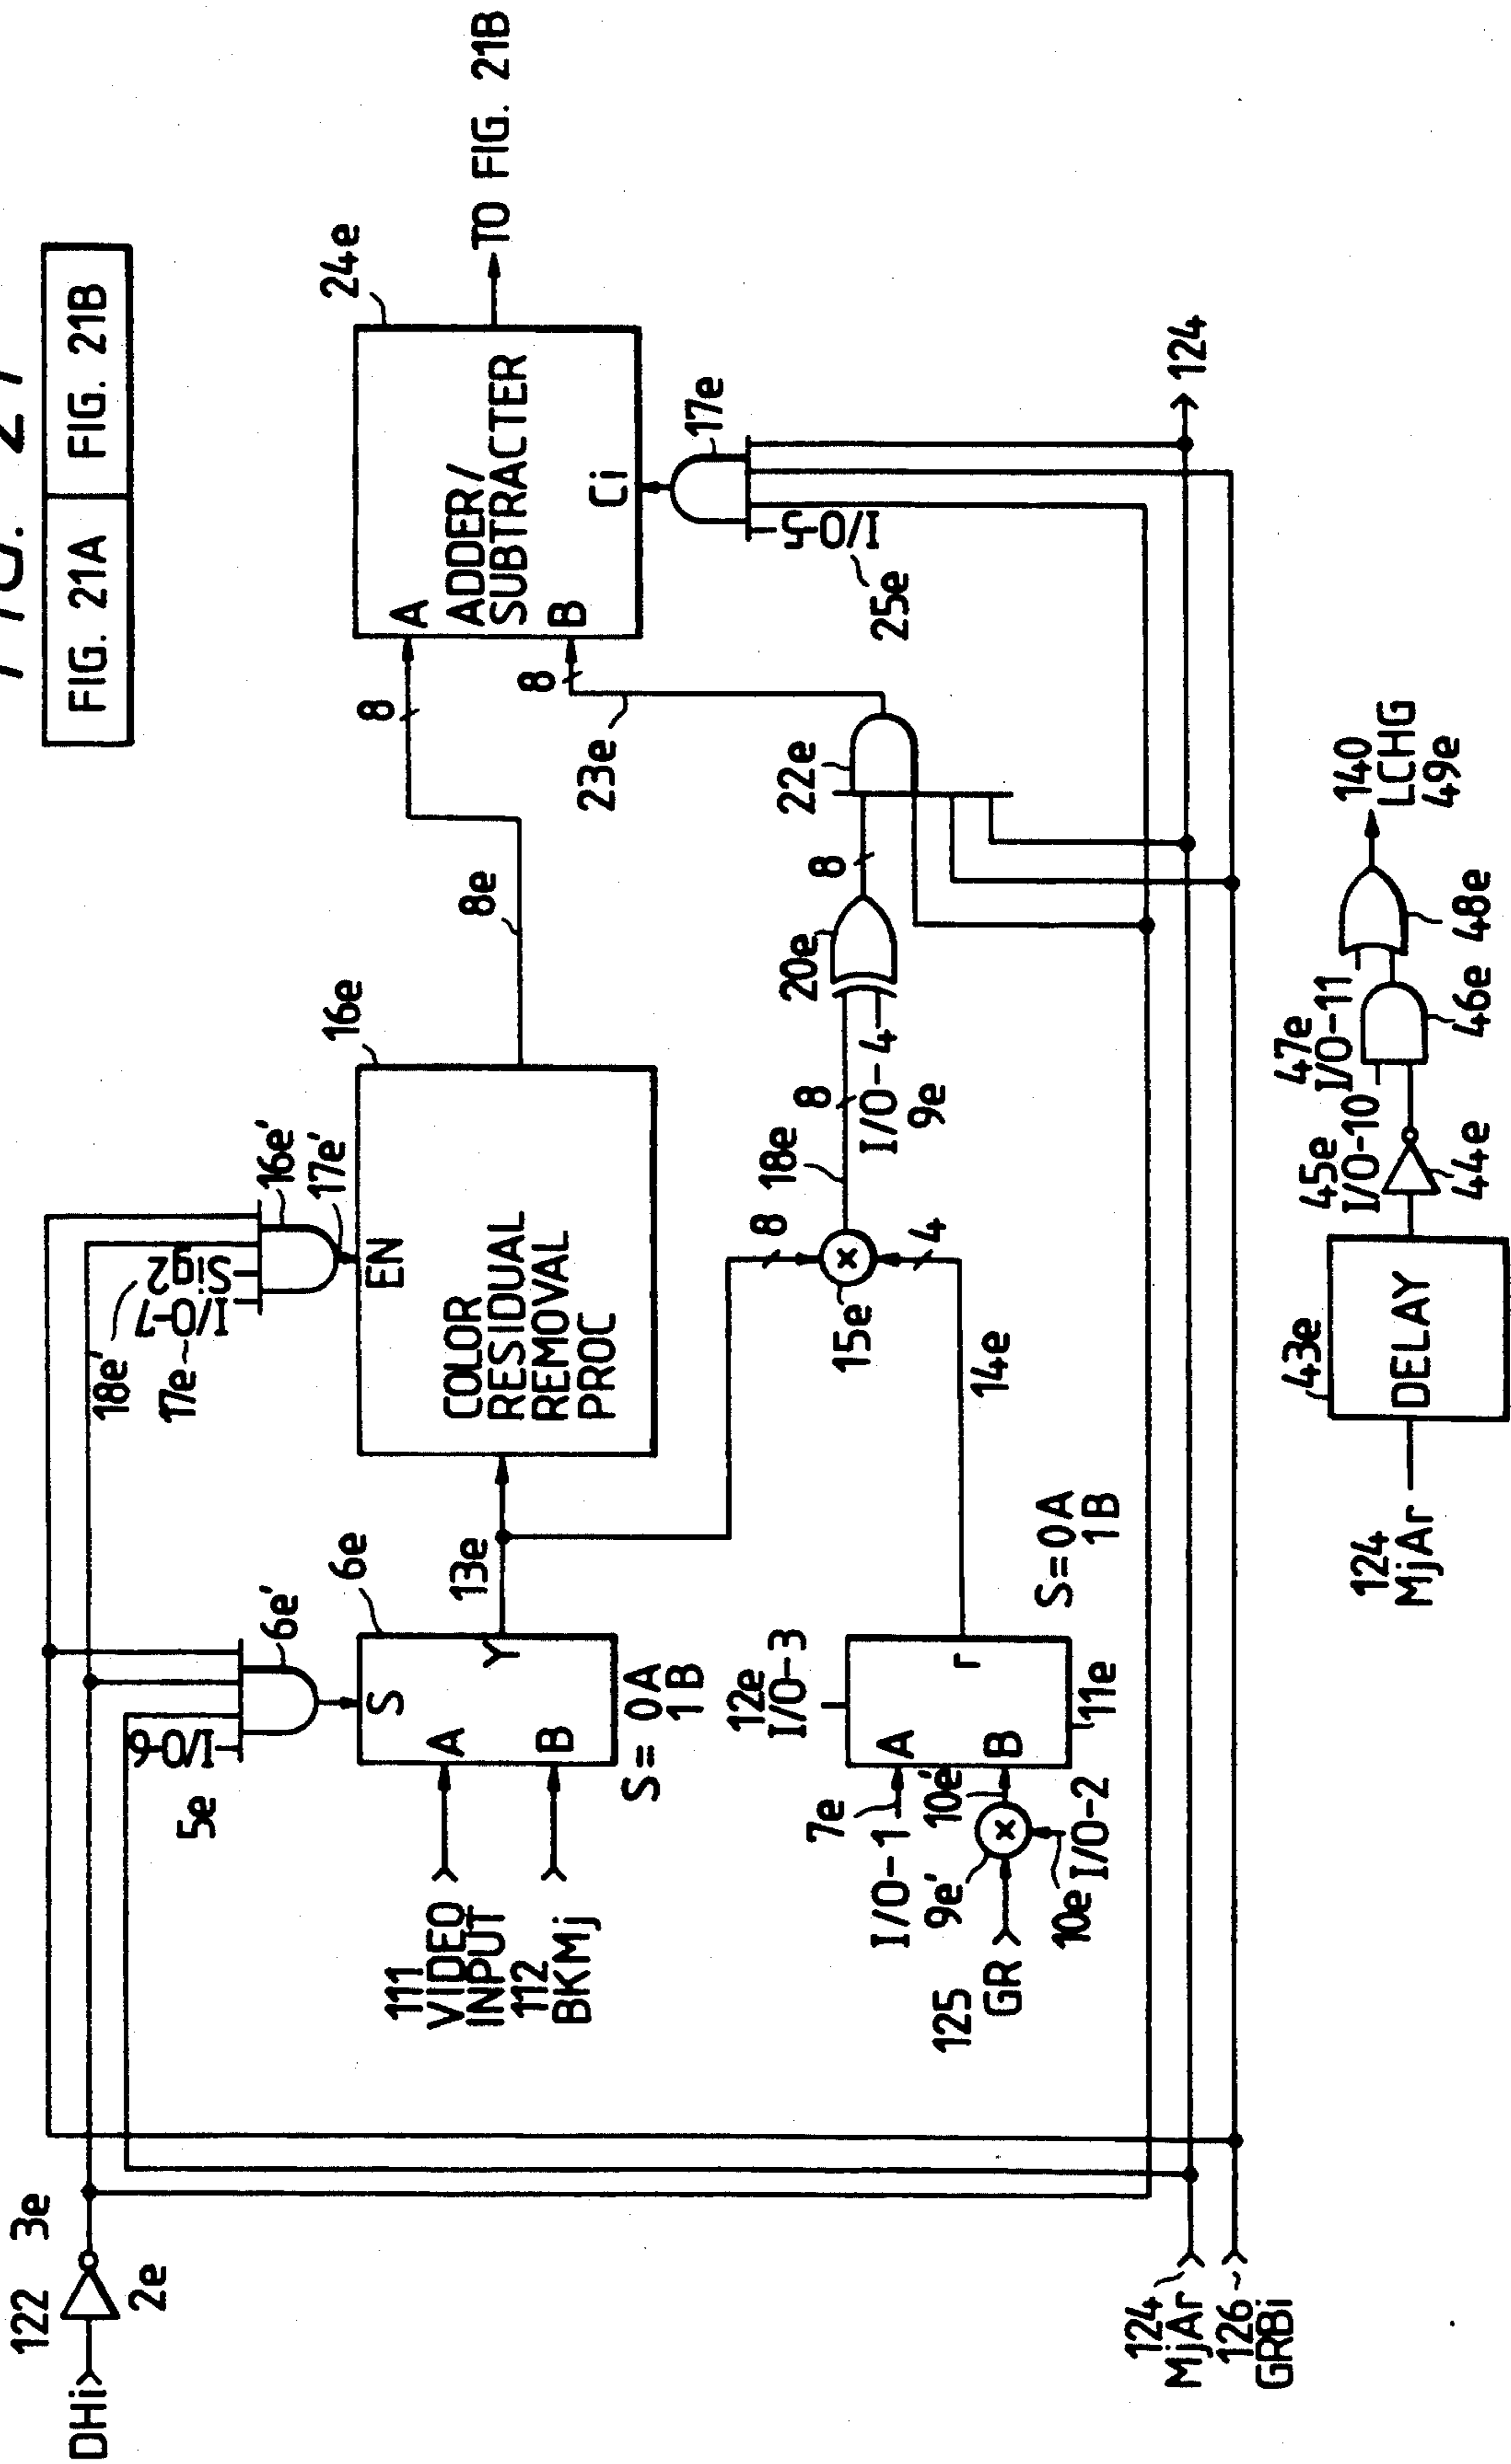 FIG. 21
FIG. 21A FIG. 21B
122 3e
DHi
2e
5e
I/O-6
6e'
18e'
17e
I/O-7
Sig2
16e'
17e'
111
VIDEO
INPUT
112
BKMj
S
A
B
Y
6e
S=0A
1B
13e
EN
COLOR
RESIDUAL
REMOVAL
PROC
16e
8e
8
A
ADDER/
SUBTRACTER
B
Ci
24e
TO FIG. 21B
8
23e
17e
I/O-5
25e
125
GR
9e'
10e
I/O-2
10e'
7e
I/O-1
12e
I/O-3
A
B
r
11e
S=0A
1B
14e
15e
×
×
8
4
18e
8
I/O-4
9e
20e
8
22e
124
124
MjAr
126
GRBi
124
MjAr
43e
DELAY
44e
45e
I/O-10
46e
47e
I/O-11
48e
140
LCHG
49e